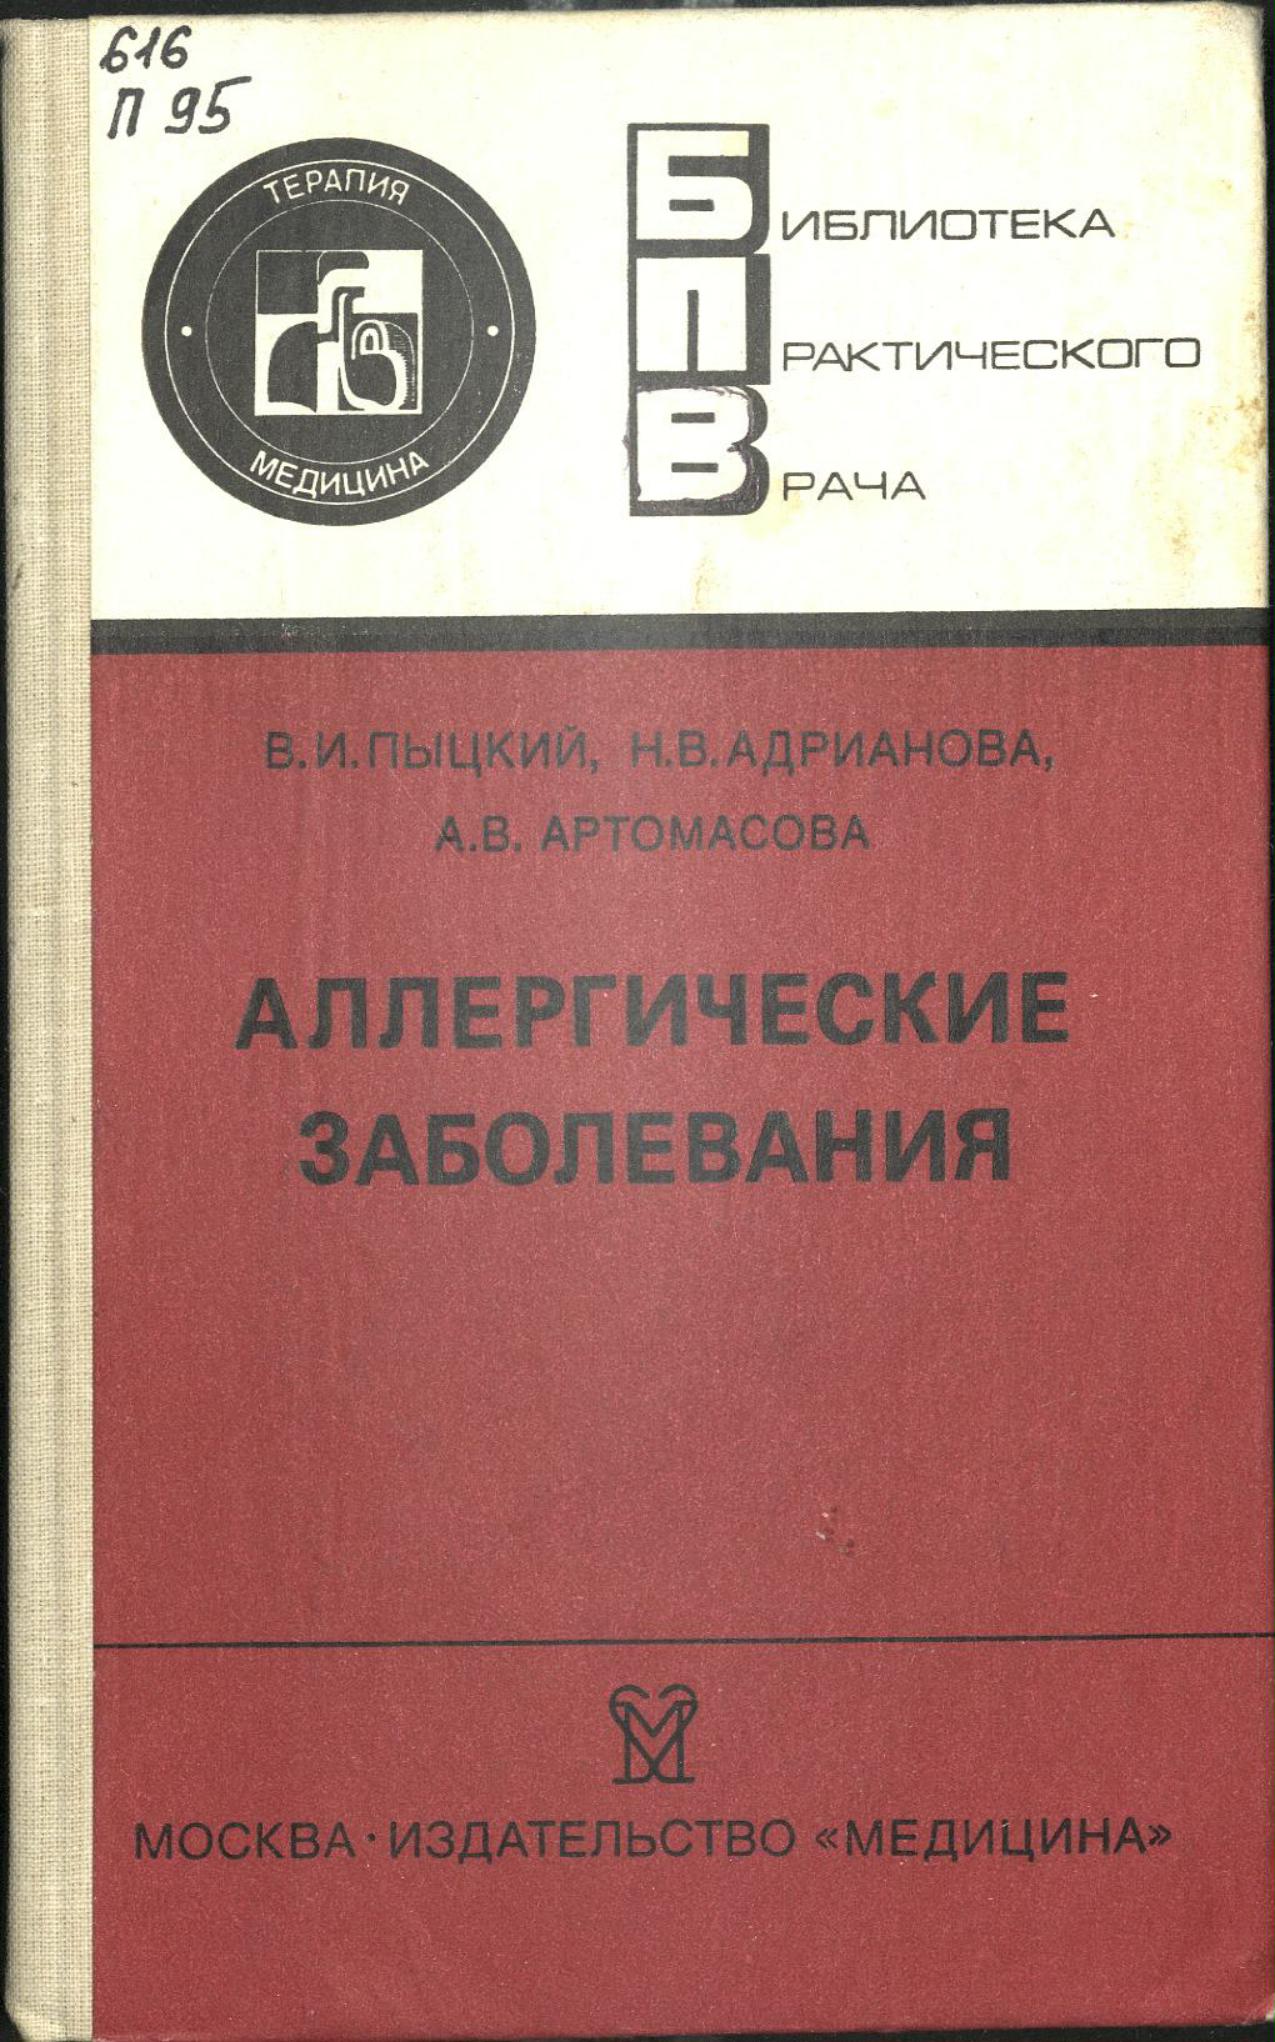 616
П 95
ТЕРАПИЯ
МЕДИЦИНА
БИБЛИОТЕКА
ПРАКТИЧЕСКОГО
ВРАЧА
В.И.ПЫЦКИЙ, Н.В.АДРИАНОВА,
А.В. АРТОМАСОВА
АЛЛЕРГИЧЕСКИЕ
ЗАБОЛЕВАНИЯ
МОСКВА·ИЗДАТЕЛЬСТВО «МЕДИЦИНА»